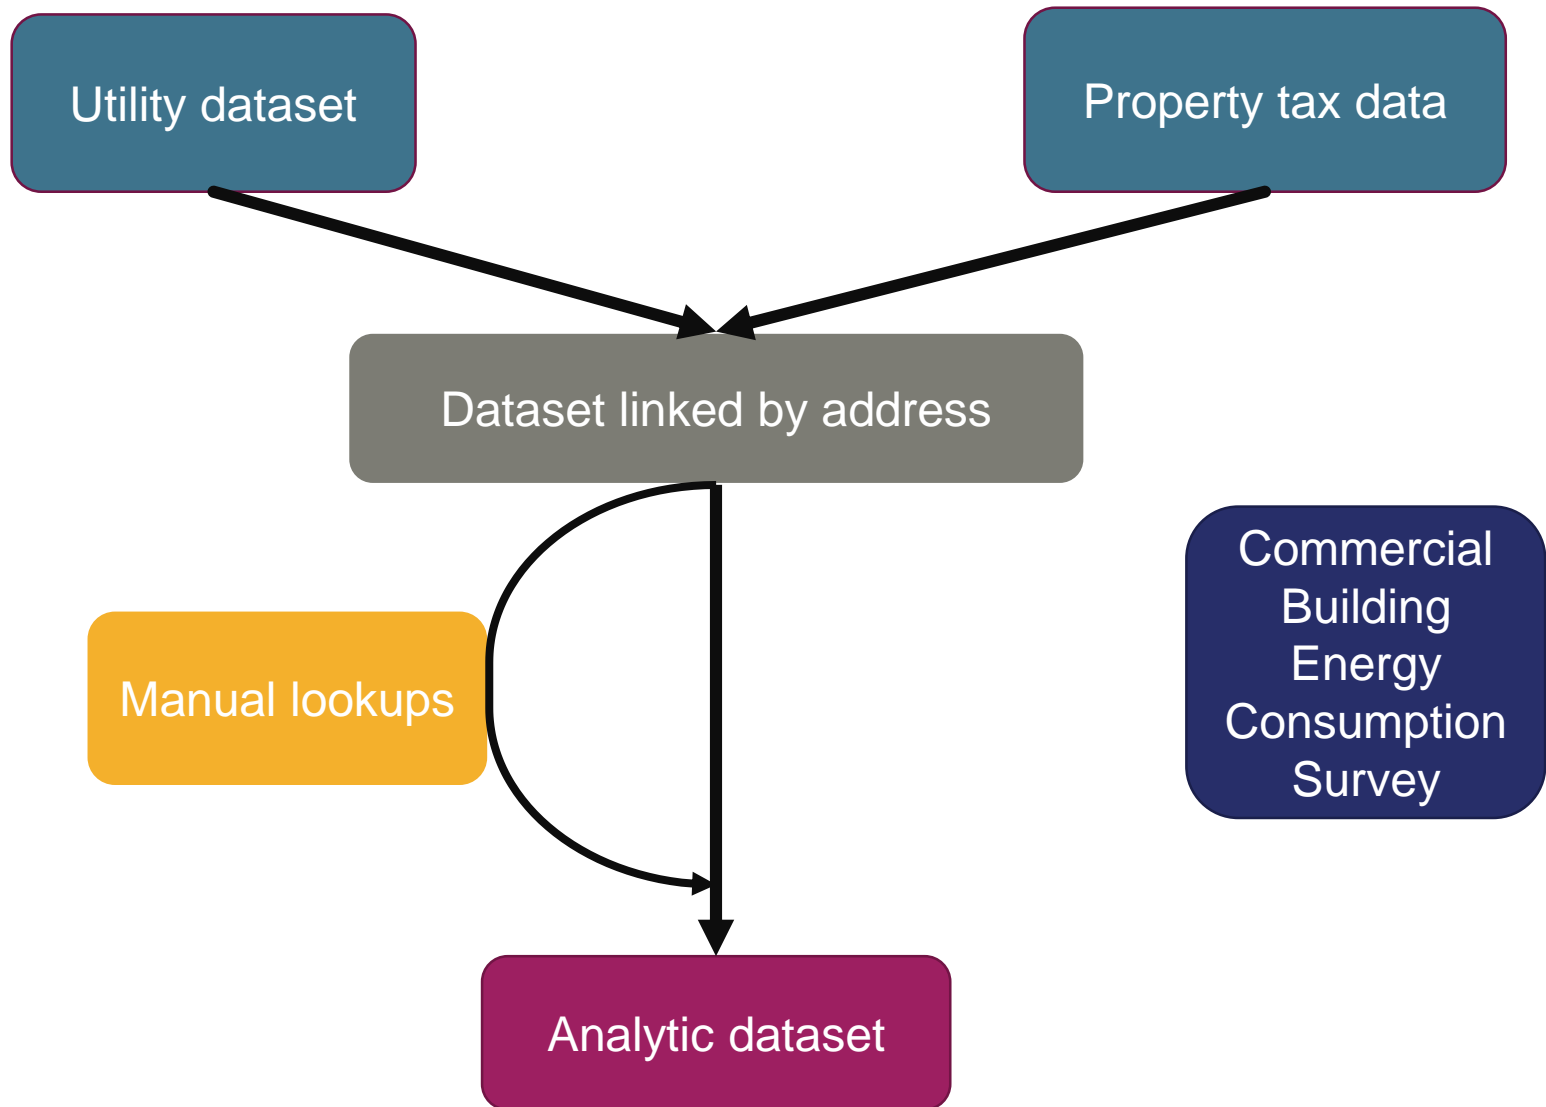 Utility dataset
Property tax data
Dataset linked by address
Commercial
Building
Energy
Consumption
Survey
Manual lookups
Analytic dataset